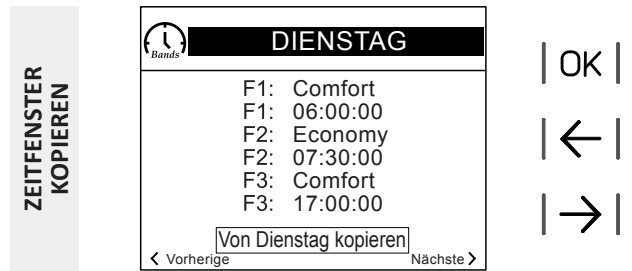 ZEITFENSTER
KOPIEREN
Bands
DIENSTAG
F1: Comfort
F1: 06:00:00
F2: Economy
F2: 07:30:00
F3: Comfort
F3: 17:00:00
Von Dienstag kopieren
Vorherige
Nächste
OK